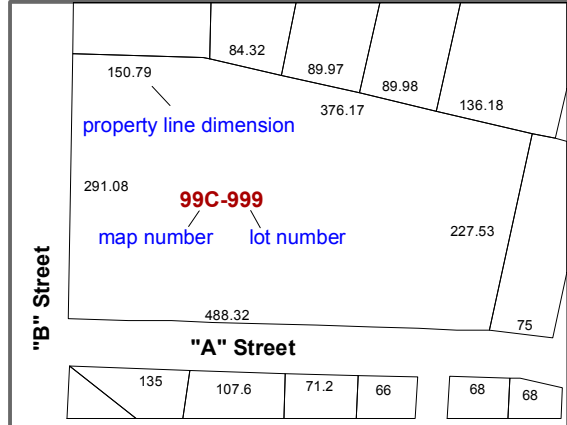 84.32
150.79
89.97
89.98
136.18
376.17
property line dimension
291.08
99C-999
map number
lot number
227.53
"B" Street
488.32
75
"A" Street
135
107.6
71.2
66
68
68